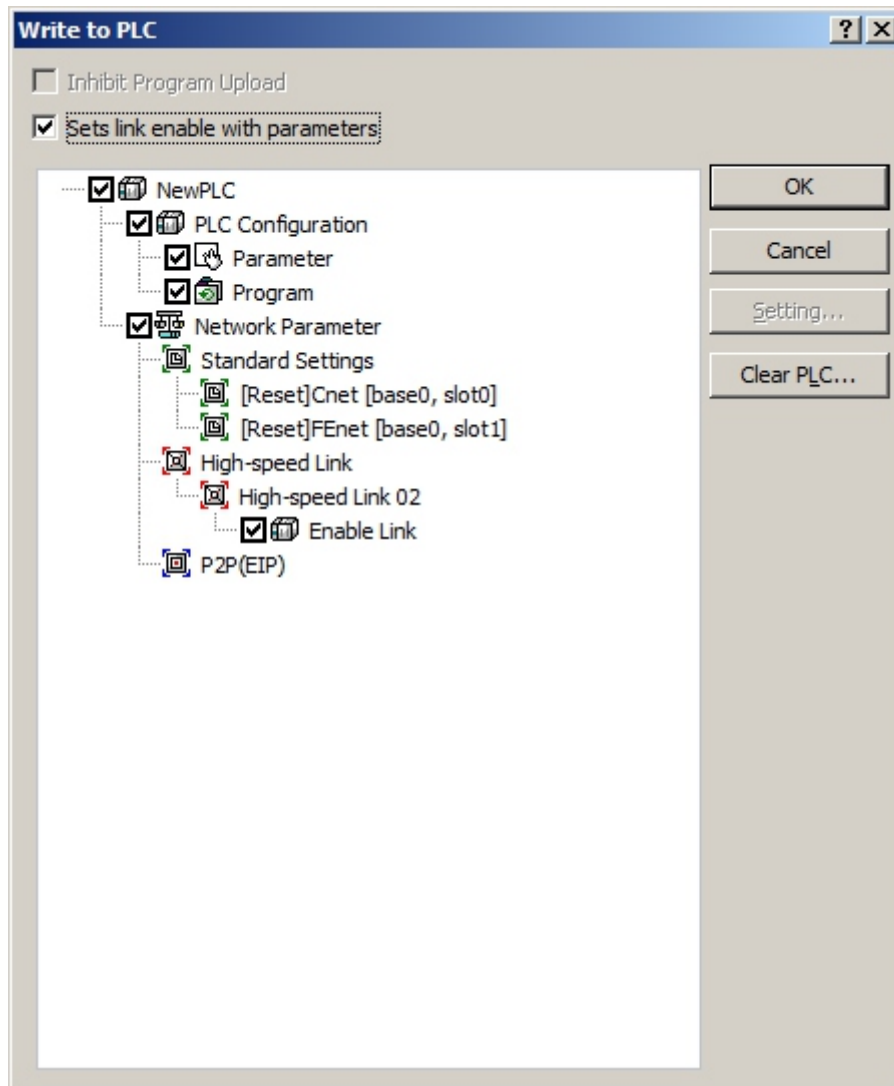 Write to PLC
Inhibit Program Upload
Sets link enable with parameters
NewPLC
PLC Configuration
Parameter
Program
Network Parameter
Standard Settings
[Reset]Cnet [base0, slot0]
[Reset]FEnet [base0, slot1]
High-speed Link
High-speed Link 02
Enable Link
P2P(EIP)
OK
Cancel
Setting...
Clear PLC...